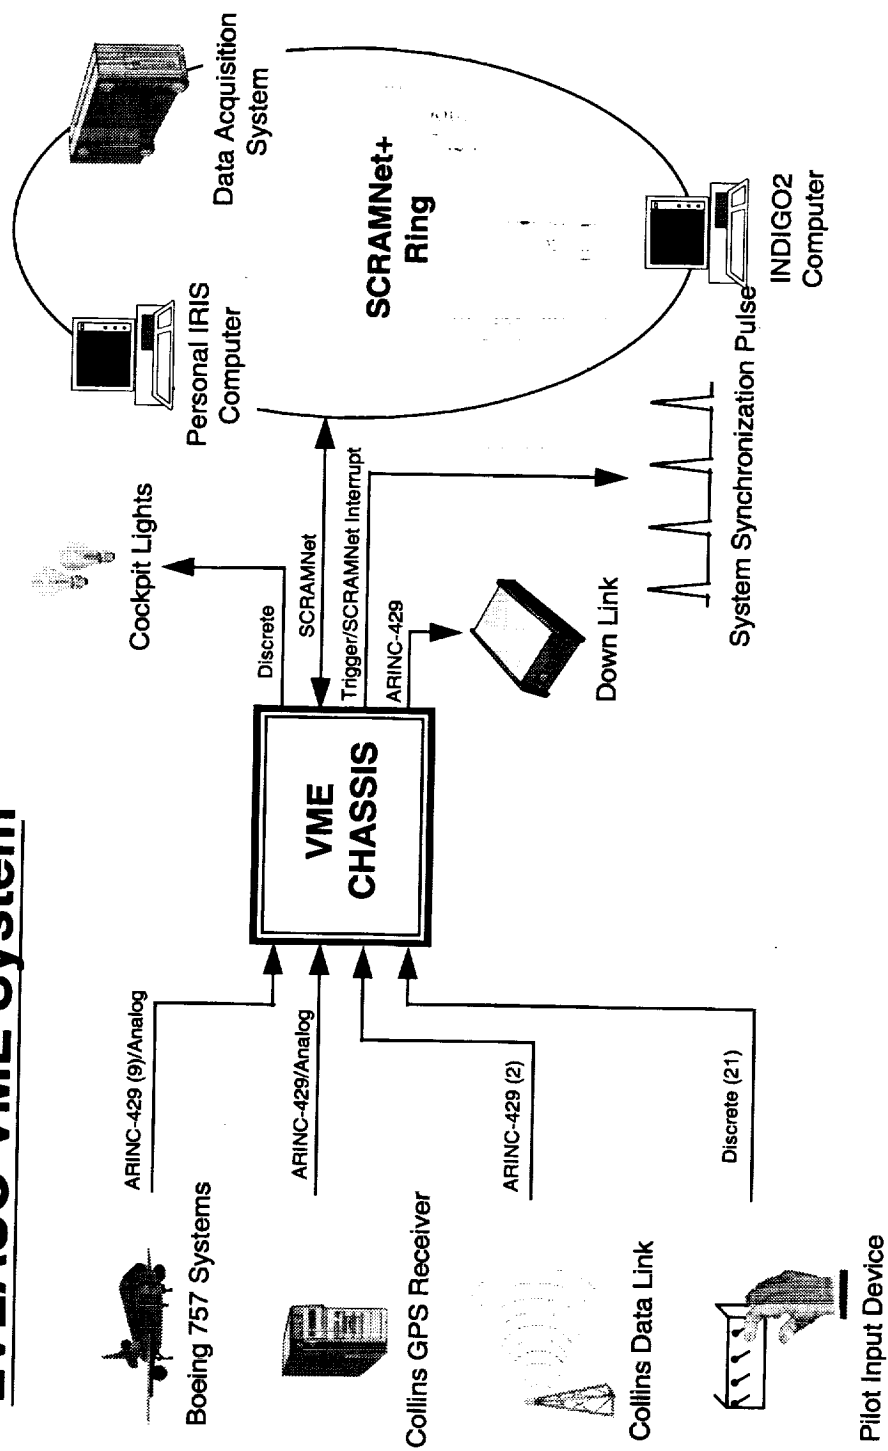 VME System
Boeing 757 Systems
ARINC-429 (9)/Analog
Collins GPS Receiver
ARINC-429/Analog
Collins Data Link
ARINC-429 (2)
Pilot Input Device
Discrete (21)
VME
CHASSIS
Discrete
SCRAMNet
Trigger/SCRAMNet Interrupt
ARINC-429
Cockpit Lights
Down Link
System Synchronization Pulse
Personal IRIS
Computer
Data Acquisition
System
SCRAMNet+
Ring
INDIGO2
Computer